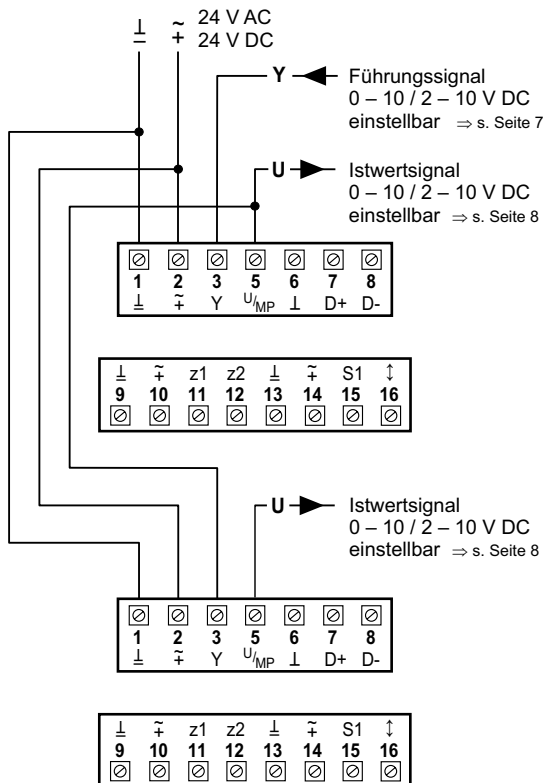 ⊥ ~ 24 V AC
+ 24 V DC
Y Führungssignal
0 – 10 / 2 – 10 V DC
einstellbar ⇒ s. Seite 7
U Istwertsignal
0 – 10 / 2 – 10 V DC
einstellbar ⇒ s. Seite 8
1 2 3 5 6 7 8
⊥ ~+ Y U/MP ⊥ D+ D-
⊥ ~+ z1 z2 ⊥ ~+ S1 ↕
9 10 11 12 13 14 15 16
U Istwertsignal
0 – 10 / 2 – 10 V DC
einstellbar ⇒ s. Seite 8
1 2 3 5 6 7 8
⊥ ~+ Y U/MP ⊥ D+ D-
⊥ ~+ z1 z2 ⊥ ~+ S1 ↕
9 10 11 12 13 14 15 16